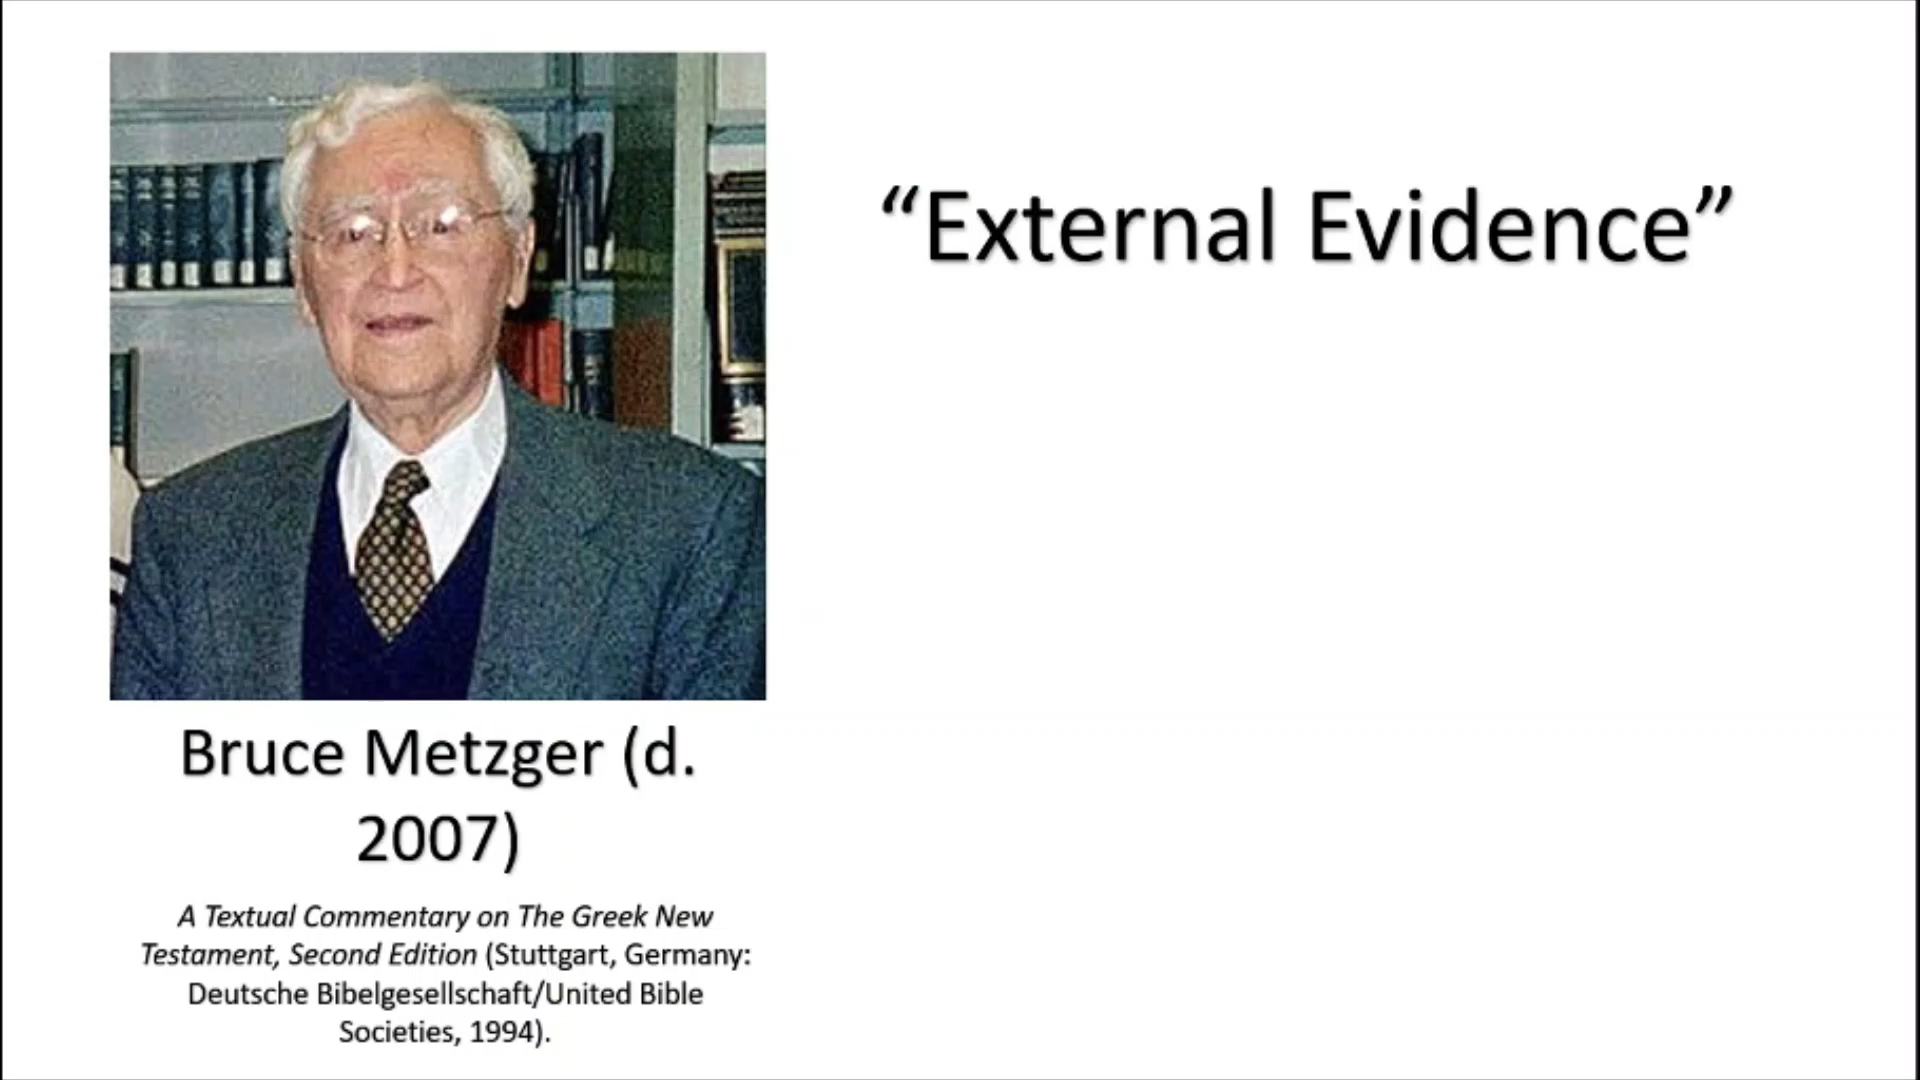 “External Evidence”
Bruce Metzger (d.
2007)
A Textual Commentary on The Greek New
Testament, Second Edition (Stuttgart, Germany:
Deutsche Bibelgesellschaft/United Bible
Societies, 1994).